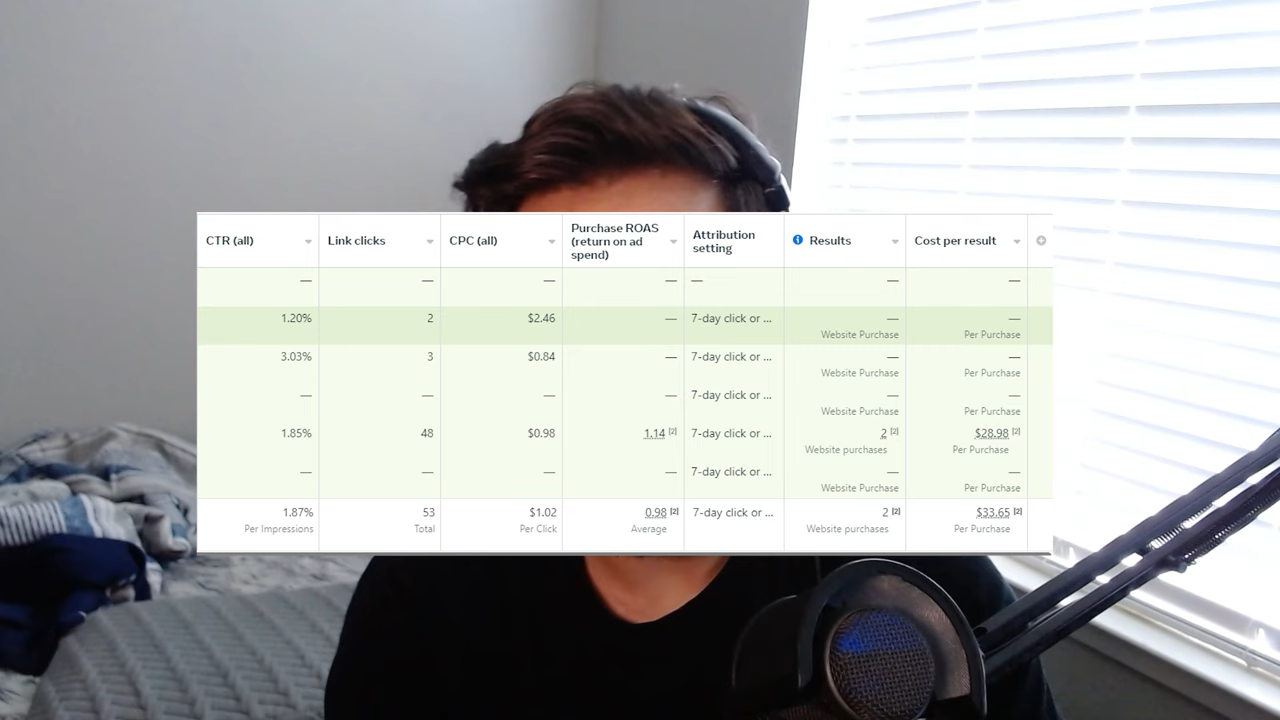 CTR (all) Link clicks CPC (all) Purchase ROAS (return on ad spend) Attribution setting Results Cost per result
— — — — — — —
1.20% 2 $2.46 — 7-day click or ... — —
Website Purchase Per Purchase
3.03% 3 $0.84 — 7-day click or ... — —
Website Purchase Per Purchase
— — — — 7-day click or ... — —
Website Purchase Per Purchase
1.85% 48 $0.98 1.14 [2] 7-day click or ... 2 [2] $28.98 [2]
Website purchases Per Purchase
— — — — 7-day click or ... — —
Website Purchase Per Purchase
1.87% 53 $1.02 0.98 [2] 7-day click or ... 2 [2] $33.65 [2]
Per Impressions Total Per Click Average Website purchases Per Purchase